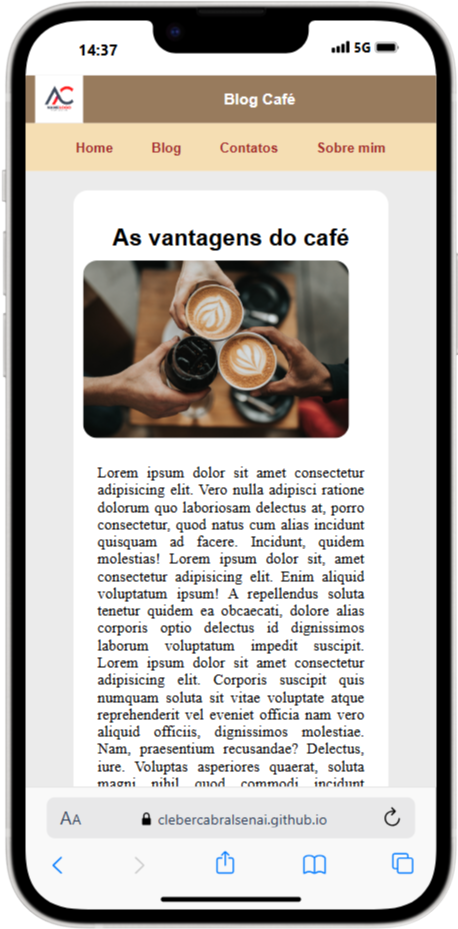 14:37
5G
AC
Blog Café
Home Blog Contatos Sobre mim
As vantagens do café
Lorem ipsum dolor sit amet consectetur
adipisicing elit. Vero nulla adipisci ratione
dolorum quo laboriosam delectus at, porro
consectetur, quod natus cum alias incidunt
quisquam ad facere. Incidunt, quidem
molestias! Lorem ipsum dolor sit, amet
consectetur adipisicing elit. Enim aliquid
voluptatum ipsum! A repellendus soluta
tenetur quidem ea obcaecati, dolore alias
corporis optio delectus id dignissimos
laborum voluptatum impedit suscipit.
Lorem ipsum dolor sit amet consectetur
adipisicing elit. Corporis suscipit quis
numquam soluta sit vitae voluptate atque
reprehenderit vel eveniet officia nam vero
aliquid officiis, dignissimos molestiae.
Nam, praesentium recusandae? Delectus,
iure. Voluptas asperiores quaerat, soluta
magni nihil quod commodi incidunt
AA clebercabralsenai.github.io